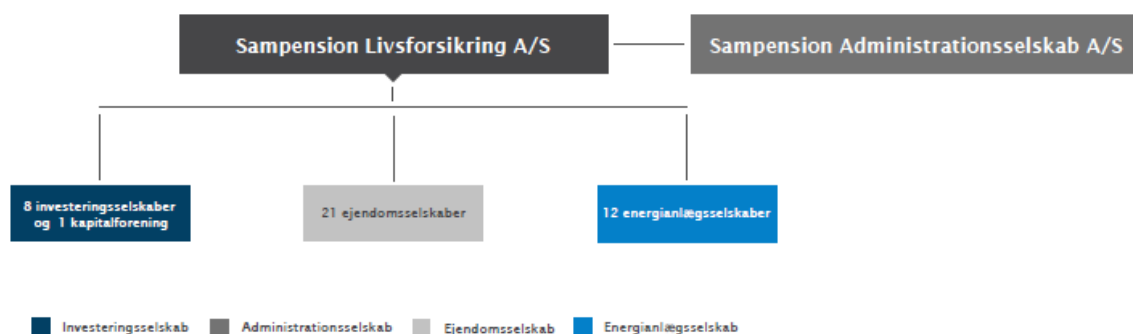 Sampension Livsforsikring A/S
Sampension Administrationsselskab A/S
8 investeringsselskaber
og 1 kapitalforening
21 ejendomsselskaber
12 energianlægsselskaber
Investeringsselskab
Administrationsselskab
Ejendomsselskab
Energianlægsselskab